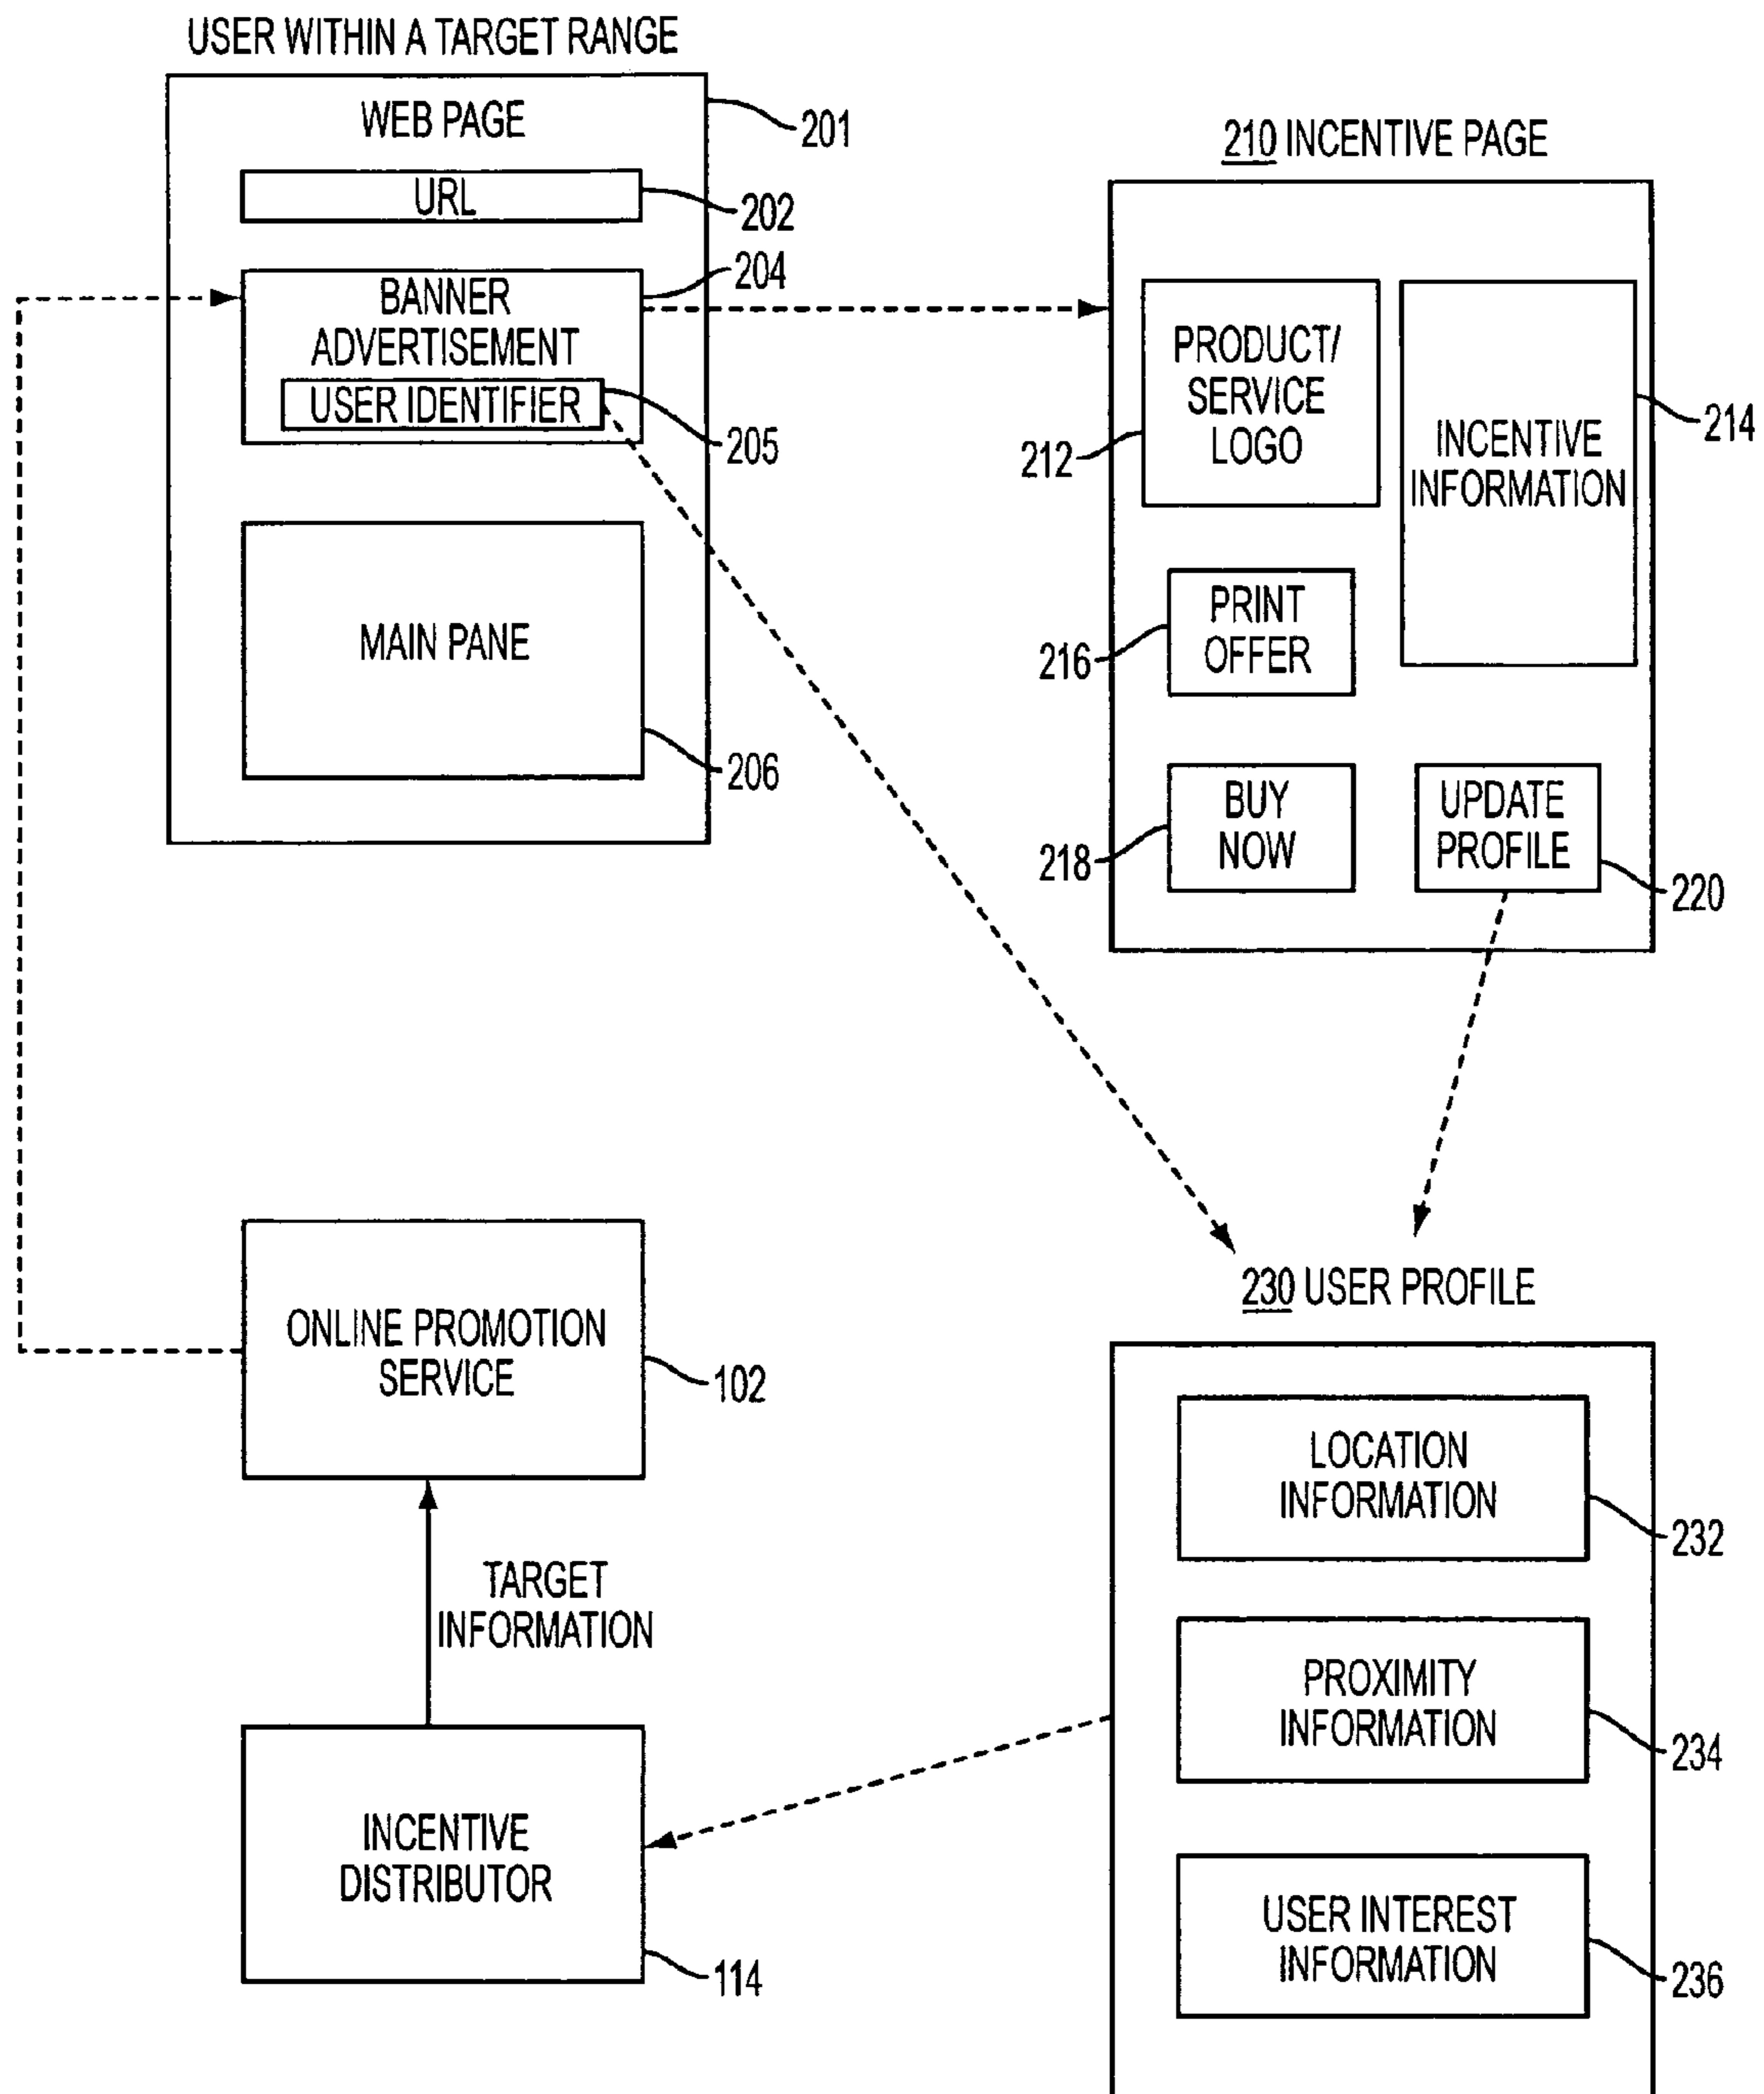 USER WITHIN A TARGET RANGE
WEB PAGE
201
URL
202
204
BANNER
ADVERTISEMENT
USER IDENTIFIER
205
MAIN PANE
206
210 INCENTIVE PAGE
PRODUCT/
SERVICE
LOGO
212
INCENTIVE
INFORMATION
214
PRINT
OFFER
216
BUY
NOW
218
UPDATE
PROFILE
220
ONLINE PROMOTION
SERVICE
102
TARGET
INFORMATION
INCENTIVE
DISTRIBUTOR
114
230 USER PROFILE
LOCATION
INFORMATION
232
PROXIMITY
INFORMATION
234
USER INTEREST
INFORMATION
236